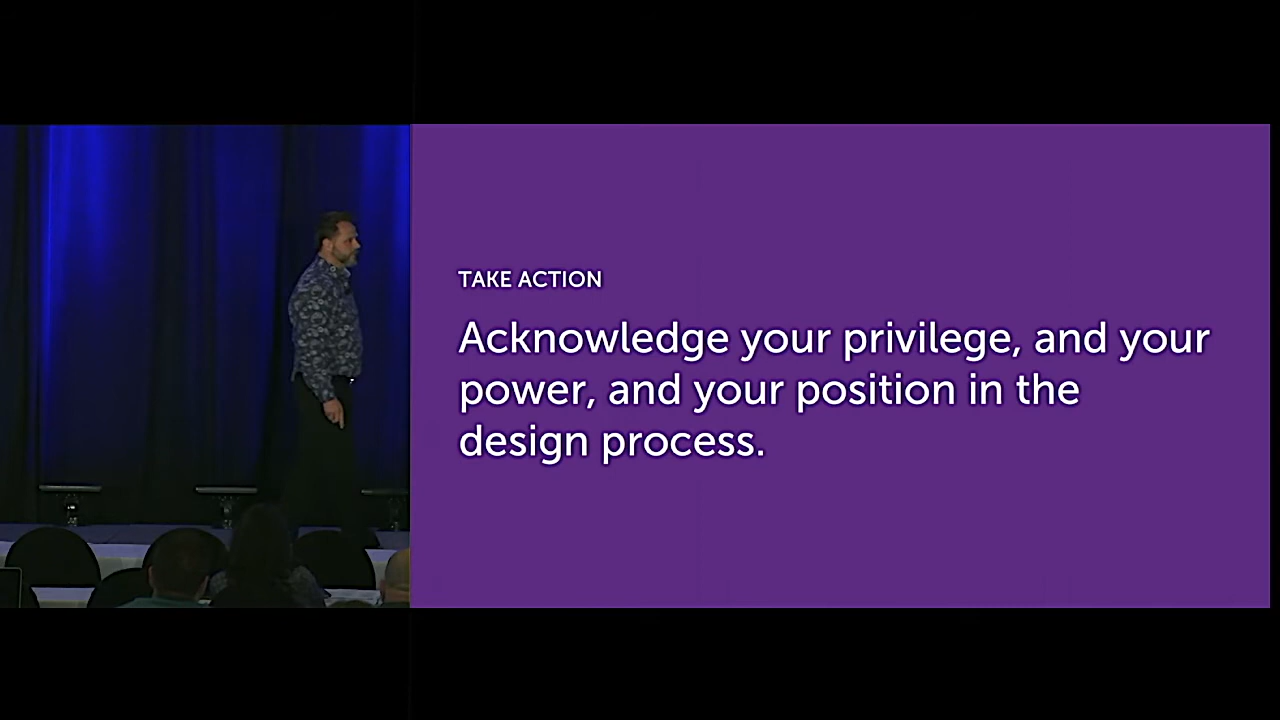 TAKE ACTION
Acknowledge your privilege, and your
power, and your position in the
design process.